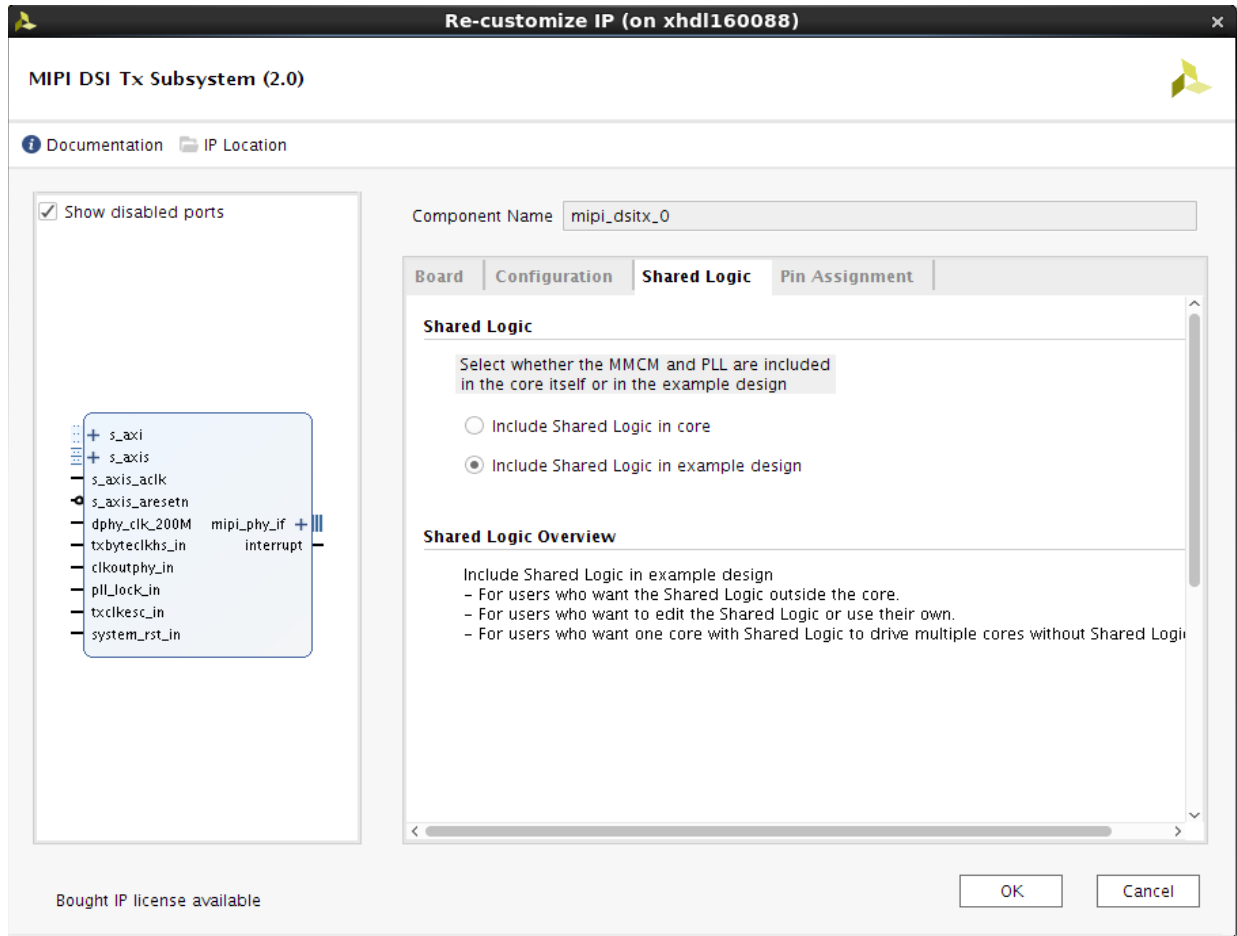 Re-customize IP (on xhdl160088)
MIPI DSI Tx Subsystem (2.0)
Documentation IP Location
Show disabled ports
s_axi
s_axis
s_axis_aclk
s_axis_aresetn
dphy_clk_200M mipi_phy_if
txbyteclkhs_in interrupt
clkoutphy_in
pll_lock_in
txclkesc_in
system_rst_in
Component Name mipi_dsitx_0
Board Configuration Shared Logic Pin Assignment
Shared Logic
Select whether the MMCM and PLL are included
in the core itself or in the example design
Include Shared Logic in core
Include Shared Logic in example design
Shared Logic Overview
Include Shared Logic in example design
– For users who want the Shared Logic outside the core.
– For users who want to edit the Shared Logic or use their own.
– For users who want one core with Shared Logic to drive multiple cores without Shared Logi
Bought IP license available
OK Cancel